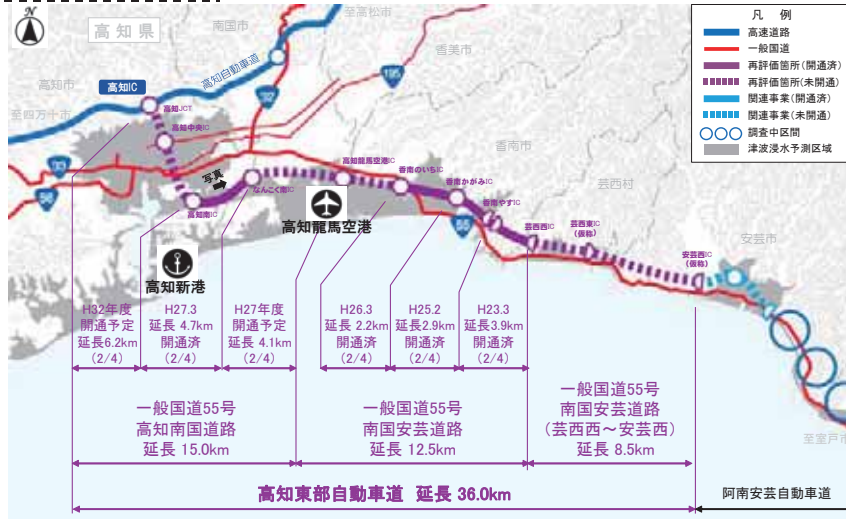 N
高知県
南国市
至高松市
香美市
高知市
高知自動車道
高知IC
至四万十市
195
32
高知JCT
高知中央IC
33
56
写真
高知南IC
なんこく南IC
高知龍馬空港IC
高知龍馬空港
香南のいちIC
香南かがみIC
香南市
香南やすIC
55
芸西村
芸西西IC
芸西東IC
(仮称)
安芸西IC
(仮称)
安芸市
至室戸市
高知新港
凡 例
高速道路
一般国道
再評価箇所(開通済)
再評価箇所(未開通)
関連事業(開通済)
関連事業(未開通)
調査中区間
津波浸水予測区域
H32年度
開通予定
延長6.2km
(2/4)
H27.3
延長 4.7km
開通済
(2/4)
H27年度
開通予定
延長 4.1km
(2/4)
H26.3
延長 2.2km
開通済
(2/4)
H25.2
延長2.9km
開通済
(2/4)
H23.3
延長3.9km
開通済
(2/4)
一般国道55号
高知南国道路
延長 15.0km
一般国道55号
南国安芸道路
延長 12.5km
一般国道55号
南国安芸道路
(芸西西～安芸西)
延長 8.5km
高知東部自動車道 延長 36.0km
阿南安芸自動車道